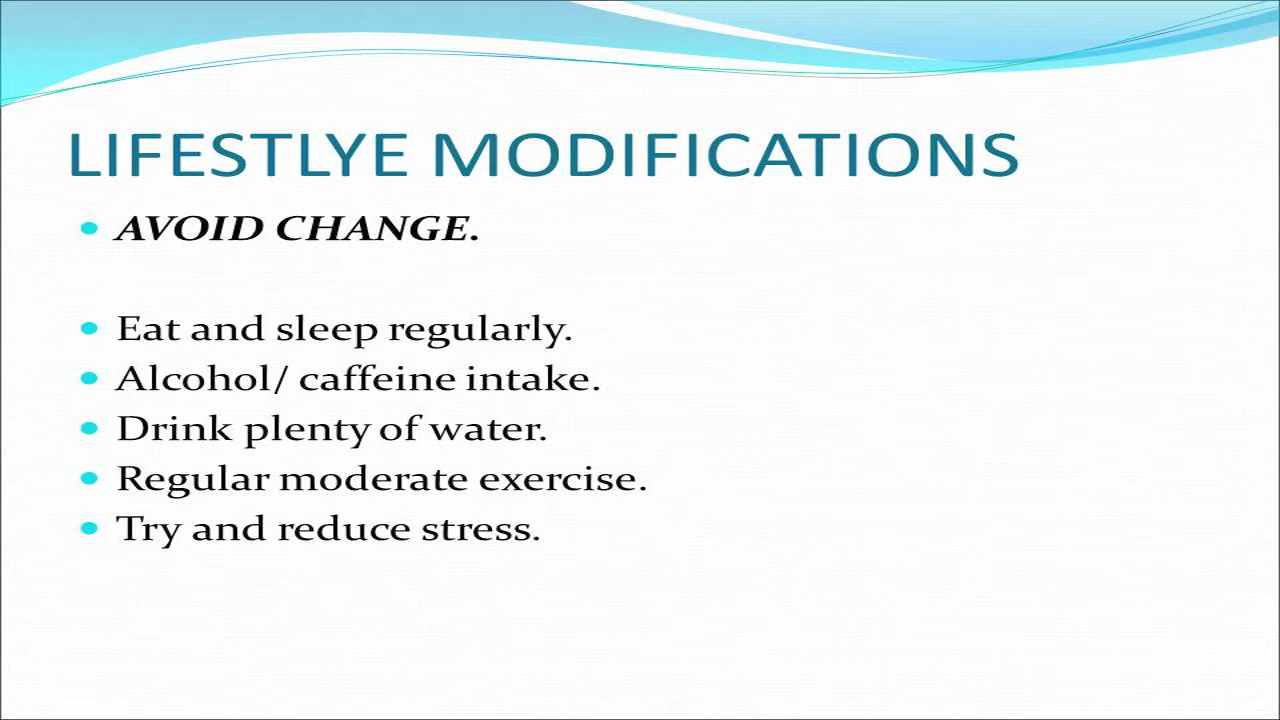 LIFESTLYE MODIFICATIONS
AVOID CHANGE.
Eat and sleep regularly.
Alcohol/ caffeine intake.
Drink plenty of water.
Regular moderate exercise.
Try and reduce stress.